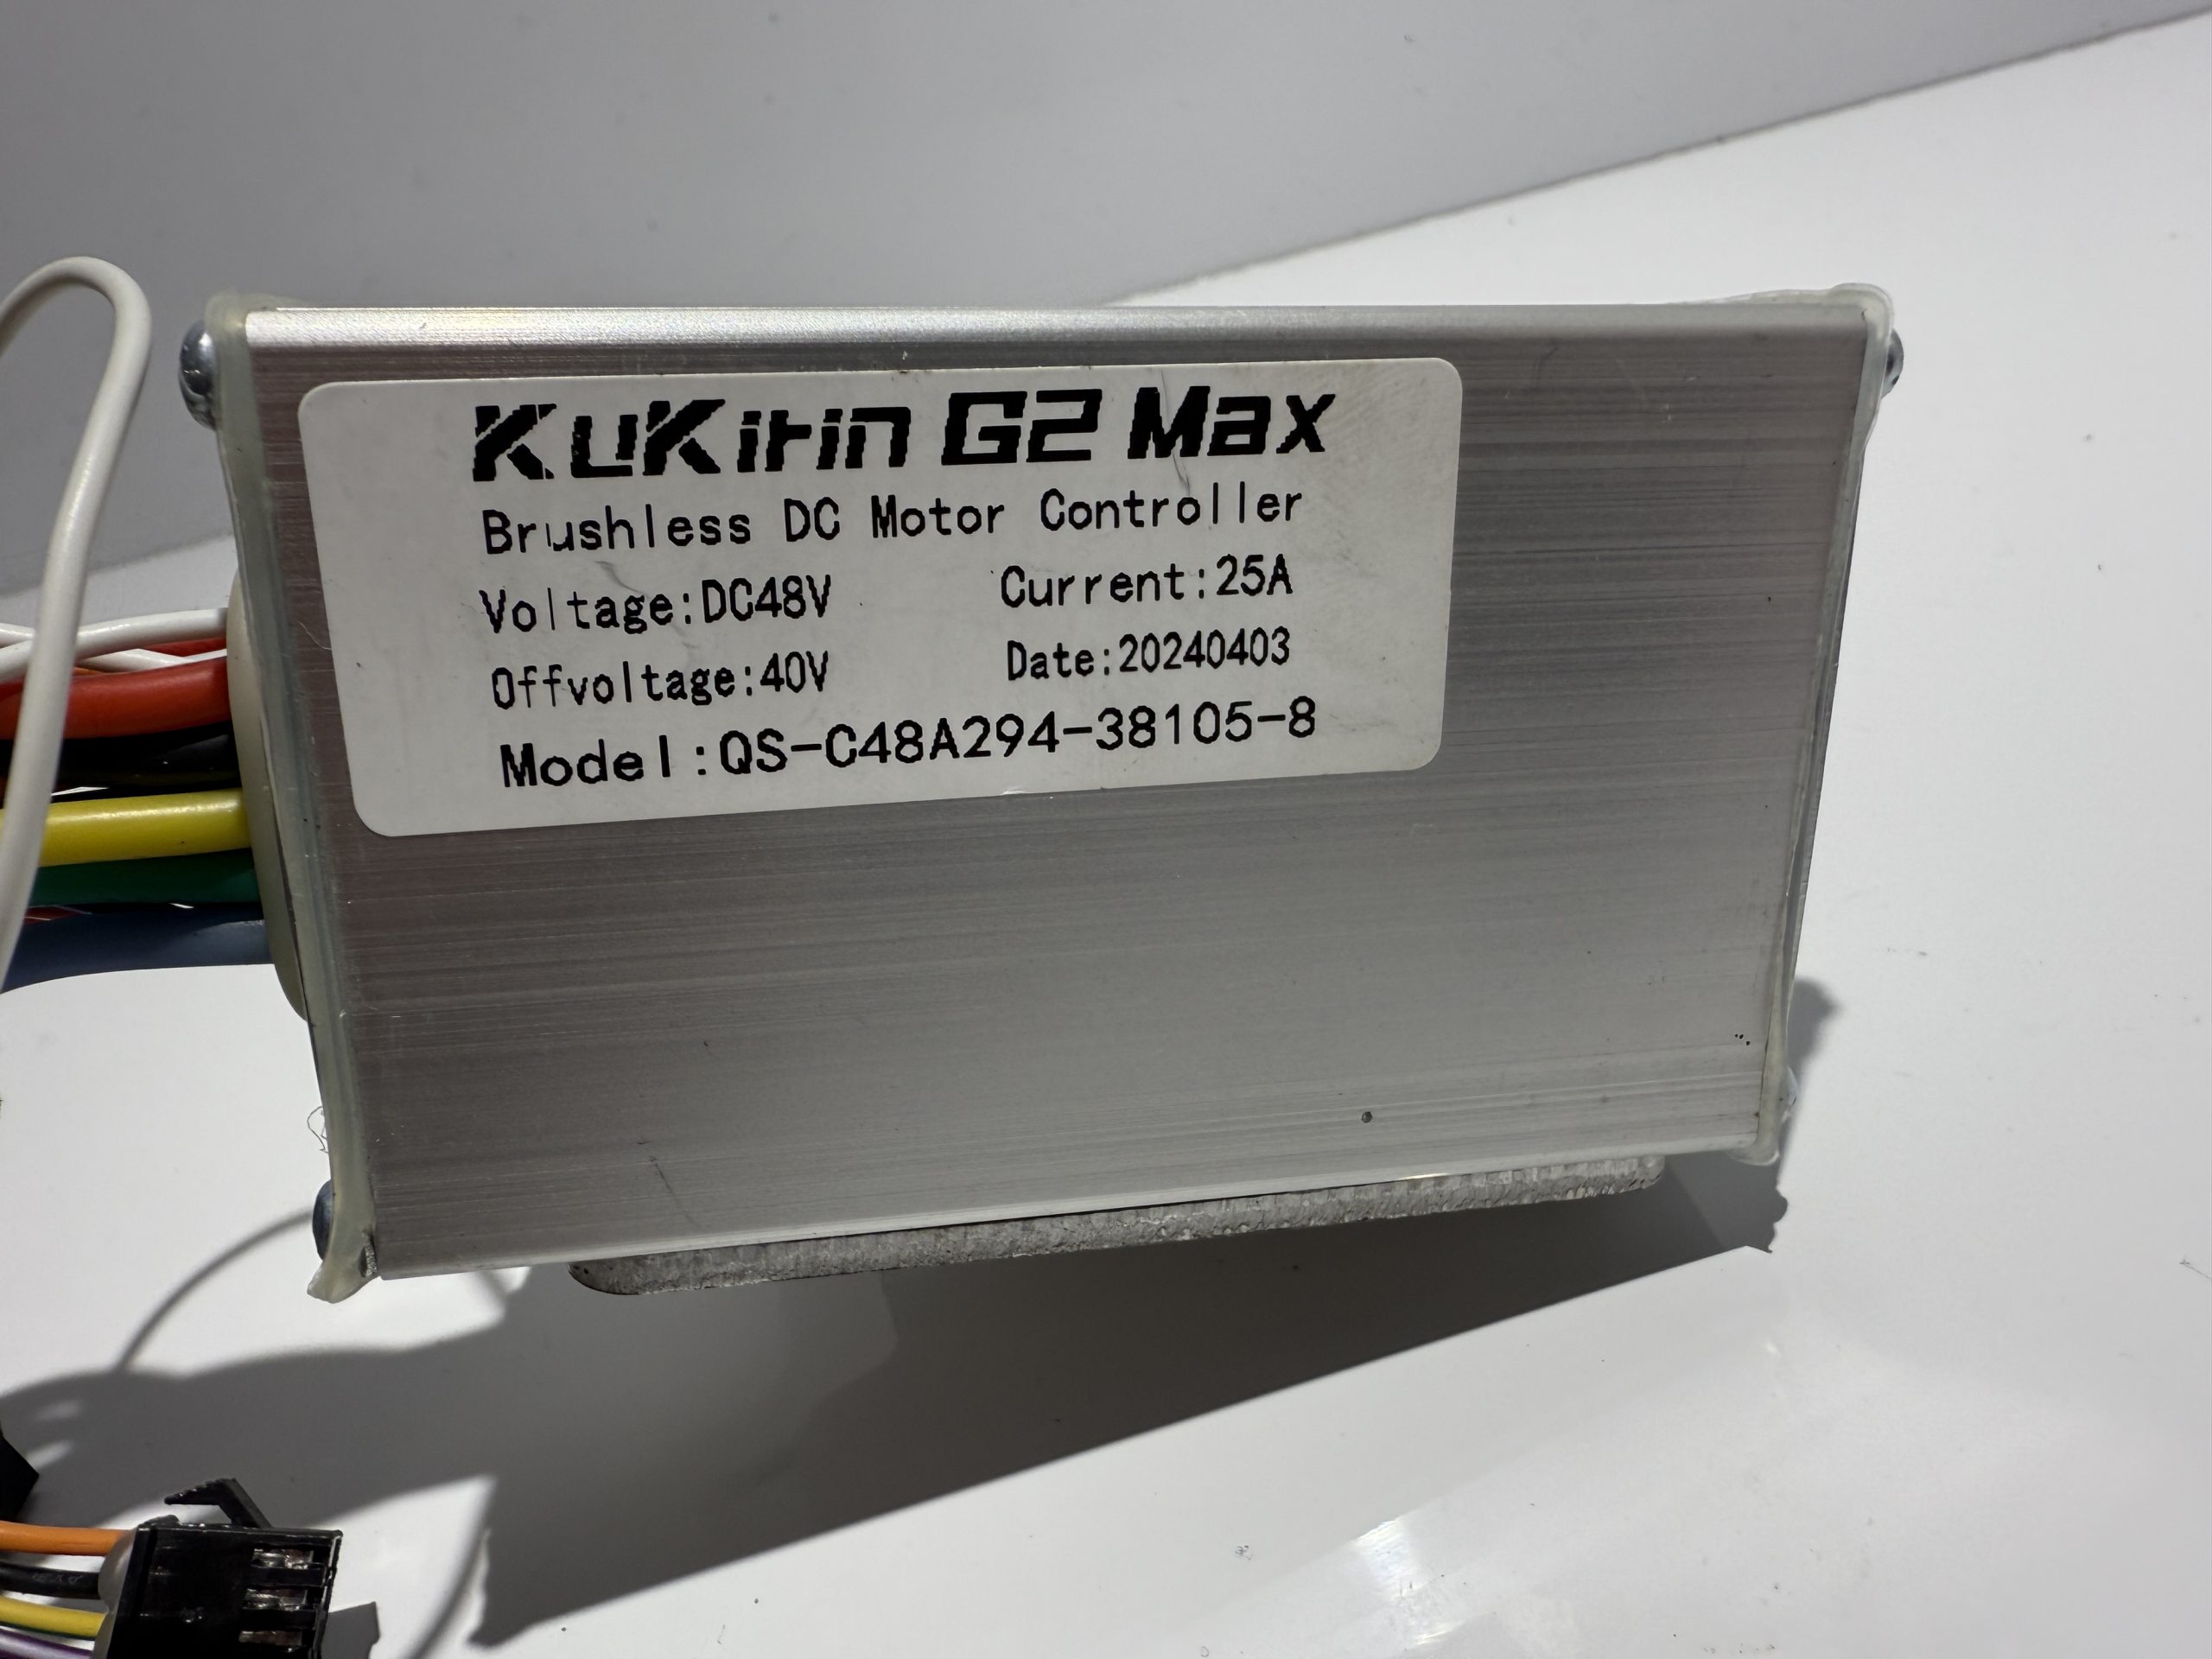 KuKirin G2 Max
Brushless DC Motor Controller
Voltage:DC48V Current:25A
Offvoltage:40V Date:20240403
Model:QS-C48A294-38105-8